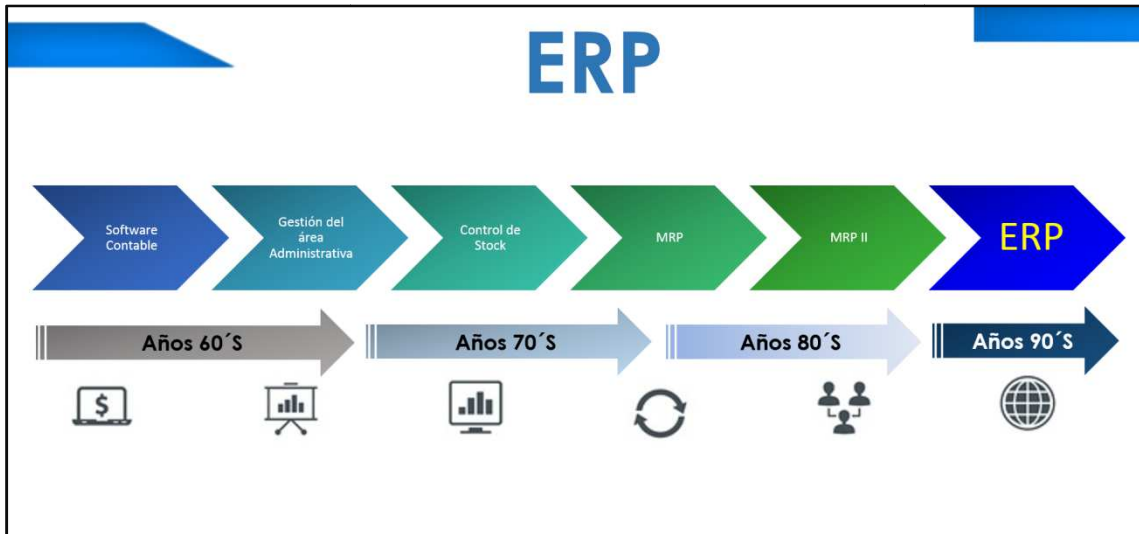 ERP
Software
Contable
Gestión del
área
Administrativa
Control de
Stock
MRP
MRP II
ERP
Años 60´S
Años 70´S
Años 80´S
Años 90´S
$